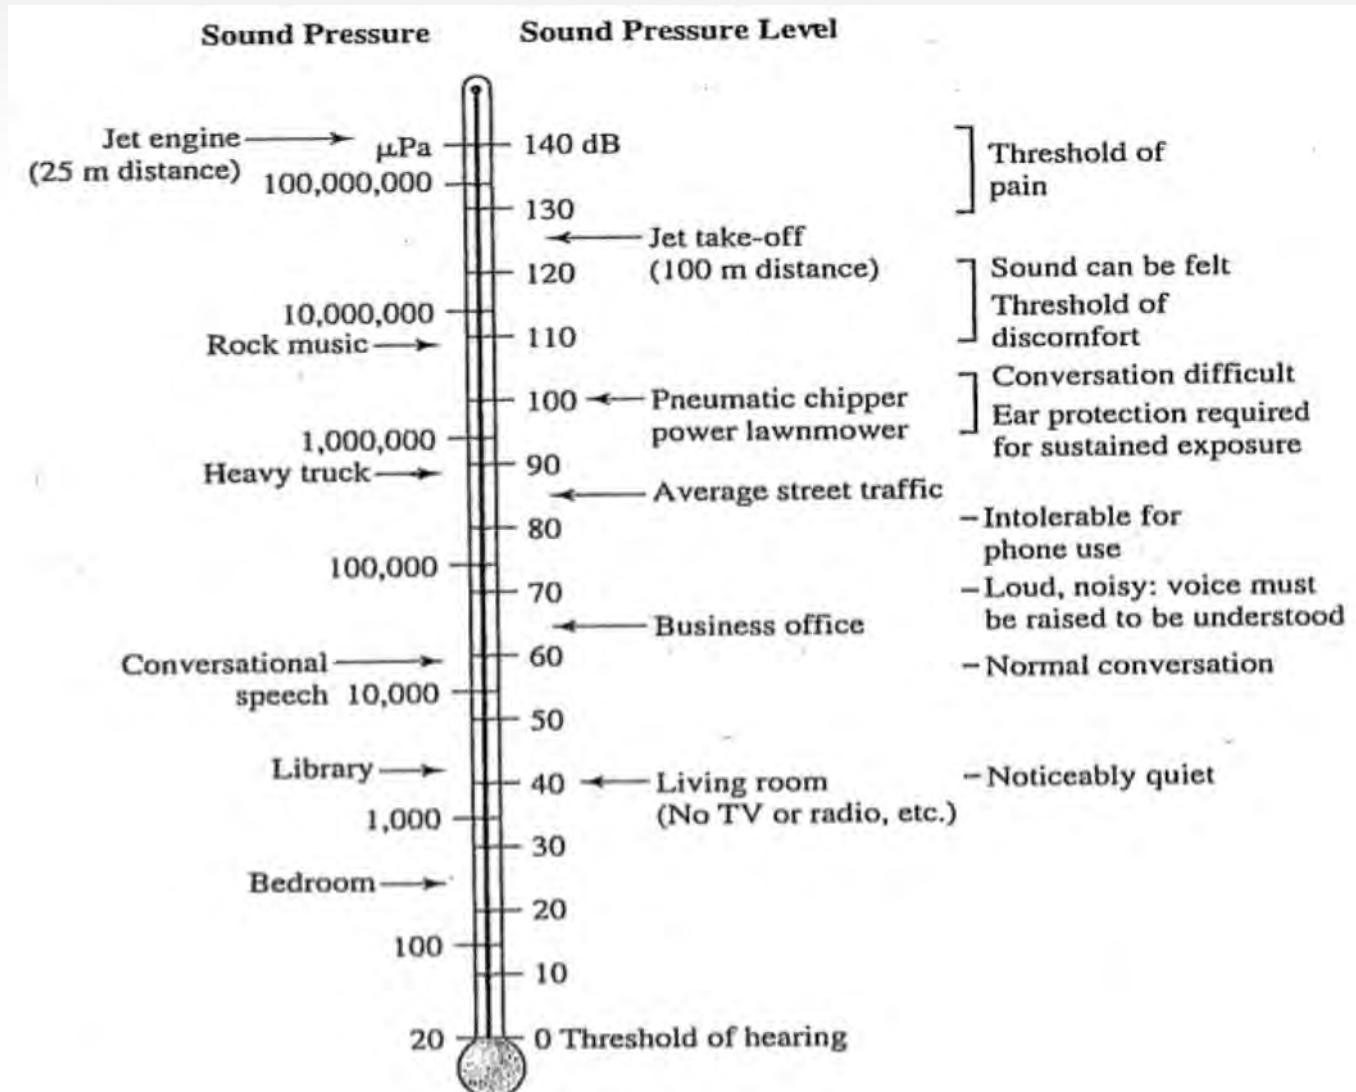 Sound Pressure
Sound Pressure Level
Jet engine
(25 m distance)
μPa
140 dB
Threshold of
pain
100,000,000
130
Jet take-off
(100 m distance)
120
Sound can be felt
Threshold of
discomfort
10,000,000
110
Rock music
100
Pneumatic chipper
power lawnmower
Conversation difficult
Ear protection required
for sustained exposure
1,000,000
90
Heavy truck
Average street traffic
80
Intolerable for
phone use
100,000
70
Loud, noisy: voice must
be raised to be understood
Business office
60
Conversational
speech
Normal conversation
10,000
50
Library
40
Living room
(No TV or radio, etc.)
Noticeably quiet
1,000
30
Bedroom
20
100
10
20
0 Threshold of hearing